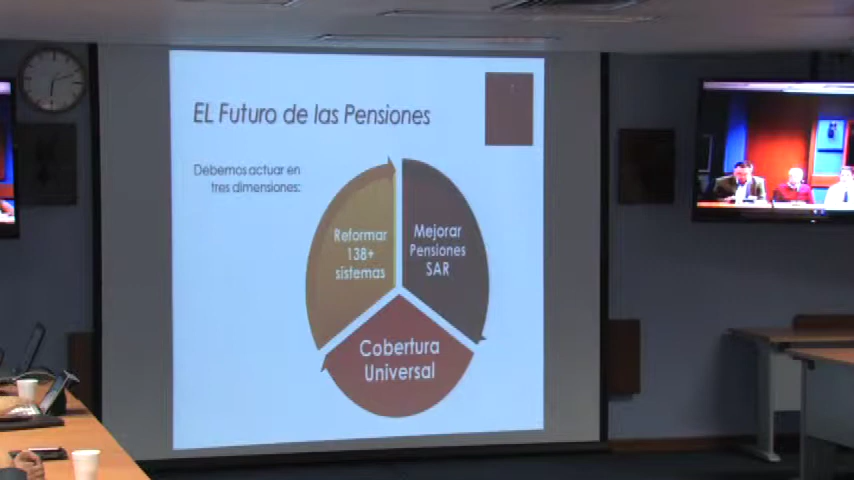 EL Futuro de las Pensiones
Debemos actuar en
tres dimensiones:
Reformar
138+
sistemas
Mejorar
Pensiones
SAR
Cobertura
Universal